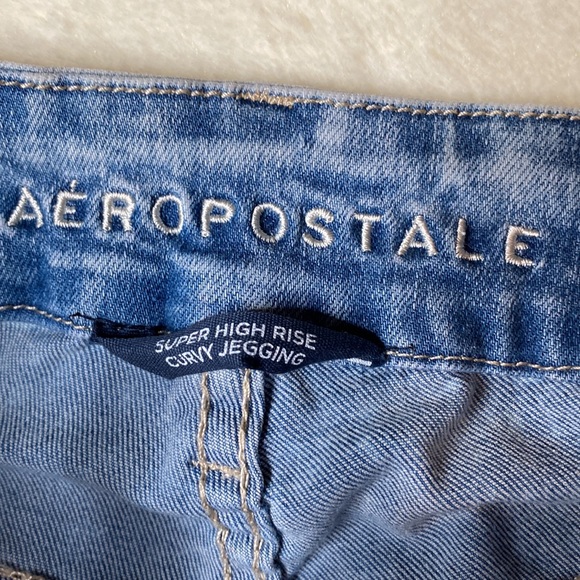 AÉROPOSTALE
SUPER HIGH RISE
CURVY JEGGING